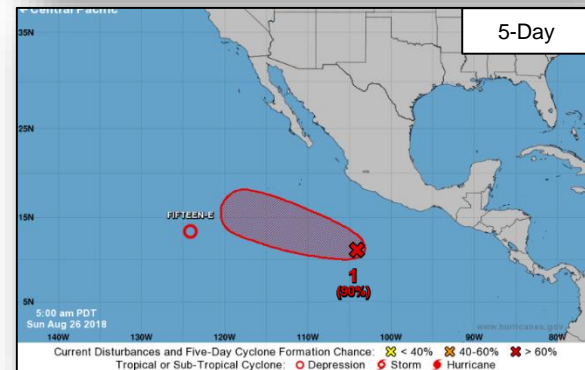 Central Pacific
5-Day
35N
25N
FIFTEEN-E
15N
1
(90%)
5N
5:00 am PDT
Sun Aug 26 2018
www.hurricanes.gov
140W 130W 120W 110W 100W 90W 80W
Current Disturbances and Five-Day Cyclone Formation Chance: < 40% 40-60% > 60%
Tropical or Sub-Tropical Cyclone: Depression Storm Hurricane